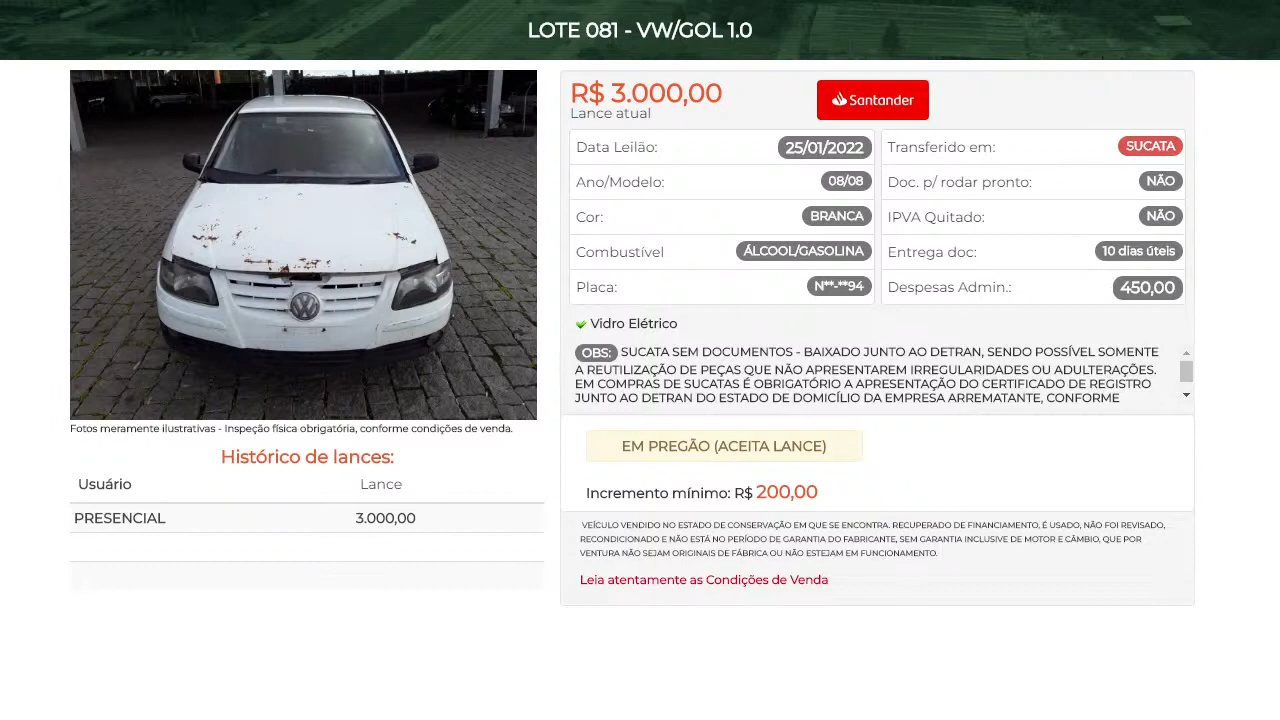 LOTE 081 - VW/GOL 1.0
Fotos meramente ilustrativas - Inspeção física obrigatória, conforme condições de venda.
Histórico de lances:
Usuário Lance
PRESENCIAL 3.000,00
R$ 3.000,00
Lance atual
Santander
Data Leilão: 25/01/2022
Ano/Modelo: 08/08
Cor: BRANCA
Combustível ÁLCOOL/GASOLINA
Placa: N**-**94
Transferido em: SUCATA
Doc. p/ rodar pronto: NÃO
IPVA Quitado: NÃO
Entrega doc: 10 dias úteis
Despesas Admin.: 450,00
Vidro Elétrico
OBS: SUCATA SEM DOCUMENTOS - BAIXADO JUNTO AO DETRAN, SENDO POSSÍVEL SOMENTE
A REUTILIZAÇÃO DE PEÇAS QUE NÃO APRESENTAREM IRREGULARIDADES OU ADULTERAÇÕES.
EM COMPRAS DE SUCATAS É OBRIGATÓRIO A APRESENTAÇÃO DO CERTIFICADO DE REGISTRO
JUNTO AO DETRAN DO ESTADO DE DOMICÍLIO DA EMPRESA ARREMATANTE, CONFORME
EM PREGÃO (ACEITA LANCE)
Incremento mínimo: R$ 200,00
VEÍCULO VENDIDO NO ESTADO DE CONSERVAÇÃO EM QUE SE ENCONTRA. RECUPERADO DE FINANCIAMENTO, É USADO, NÃO FOI REVISADO,
RECONDICIONADO E NÃO ESTÁ NO PERÍODO DE GARANTIA DO FABRICANTE, SEM GARANTIA INCLUSIVE DE MOTOR E CÂMBIO, QUE POR
VENTURA NÃO SEJAM ORIGINAIS DE FÁBRICA OU NÃO ESTEJAM EM FUNCIONAMENTO.
Leia atentamente as Condições de Venda